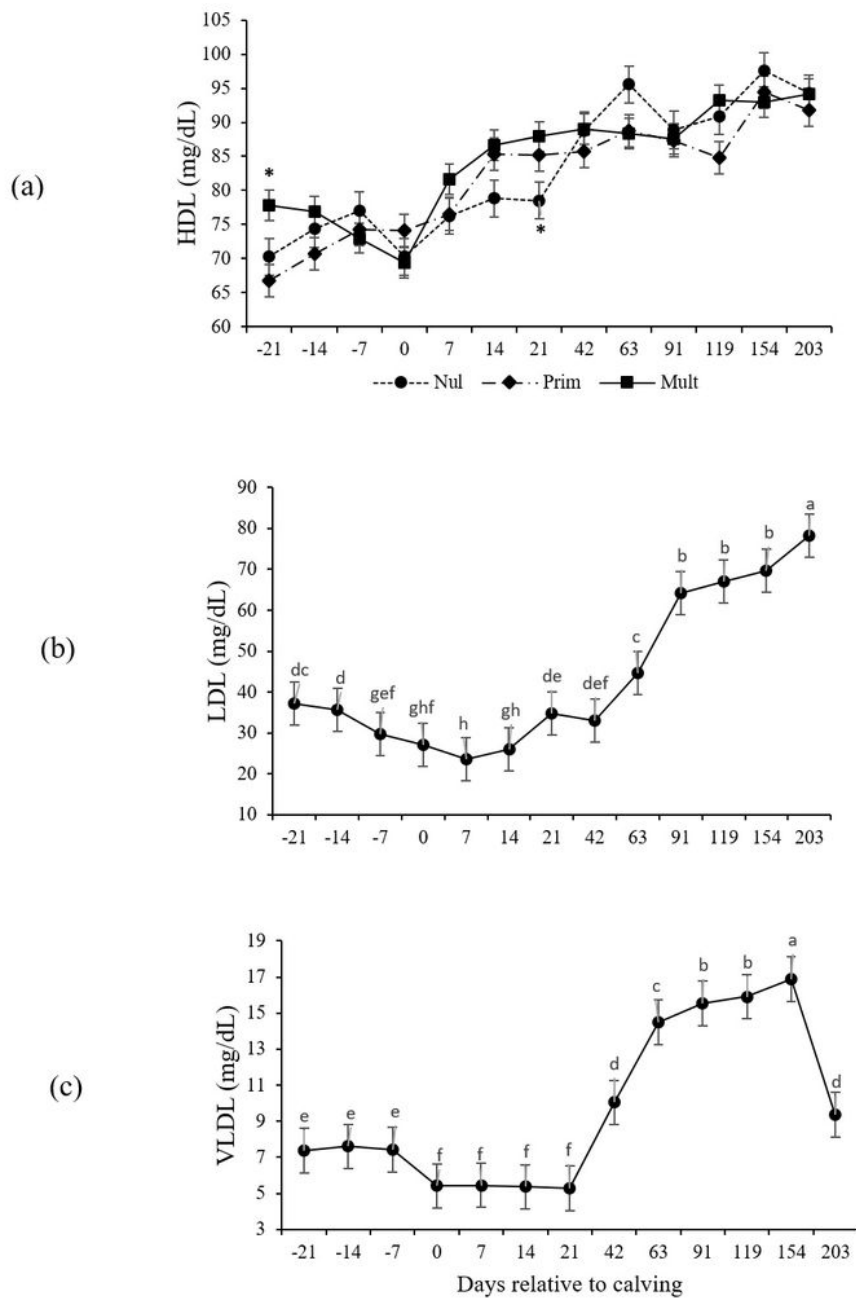 105
100
95
90
85
80
75
70
65
60
HDL (mg/dL)
(a)
*
*
-21 -14 -7 0 7 14 21 42 63 91 119 154 203
Nul Prim Mult
90
80
70
60
50
40
30
20
10
LDL (mg/dL)
(b)
dc d gef ghf h gh de def c b b b a
-21 -14 -7 0 7 14 21 42 63 91 119 154 203
19
17
15
13
11
9
7
5
3
VLDL (mg/dL)
(c)
e e e f f f f d c b b a d
-21 -14 -7 0 7 14 21 42 63 91 119 154 203
Days relative to calving